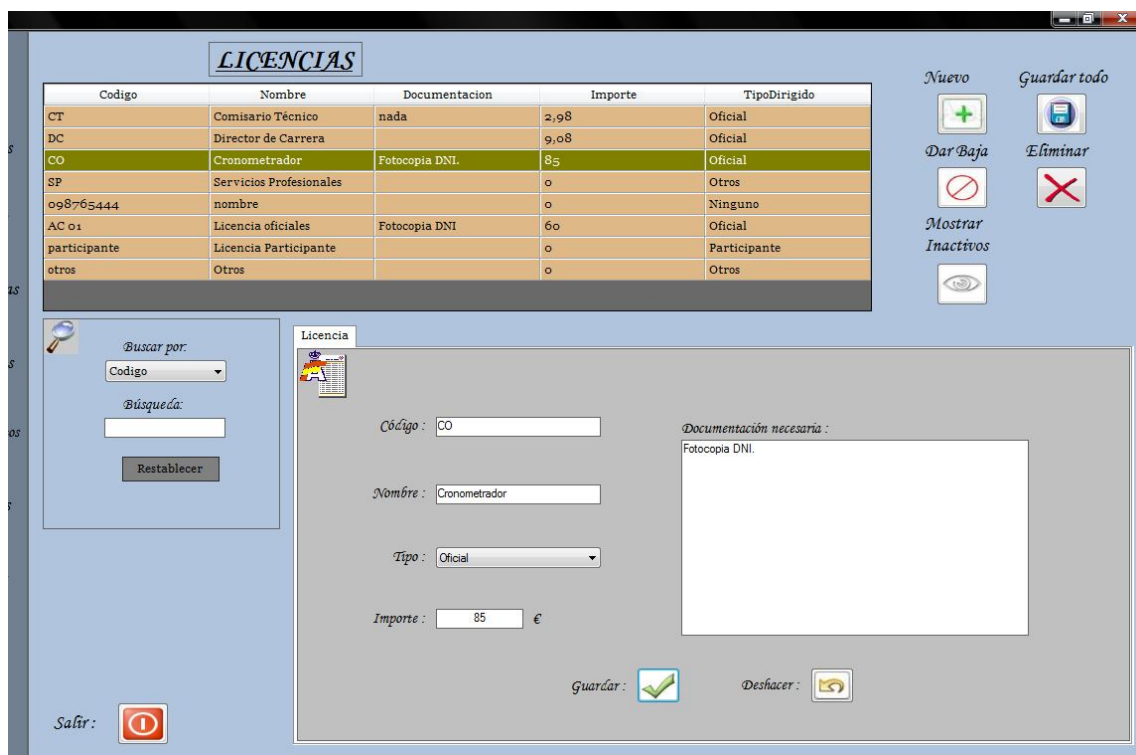 LICENCIAS
Nuevo Guardar todo
Codigo Nombre Documentacion Importe TipoDirigido
CT Comisario Técnico nada 2,98 Oficial
DC Director de Carrera 9,08 Oficial
CO Cronometrador Fotocopia DNI. 85 Oficial
SP Servicios Profesionales 0 Otros
098765444 nombre 0 Ninguno
AC 01 Licencia oficiales Fotocopia DNI 60 Oficial
participante Licencia Participante 0 Participante
otros Otros 0 Otros
Dar Baja Eliminar
Mostrar
Inactivos
Buscar por:
Codigo
Búsqueda:
Restablecer
Licencia
Código : CO
Nombre : Cronometrador
Tipo : Oficial
Importe : 85 €
Documentación necesaria :
Fotocopia DNI.
Guardar : Deshacer :
Salir :